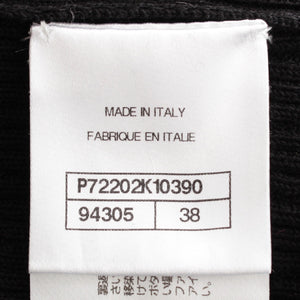 MADE IN ITALY
FABRIQUE EN ITALIE
P72202K10390
94305 38